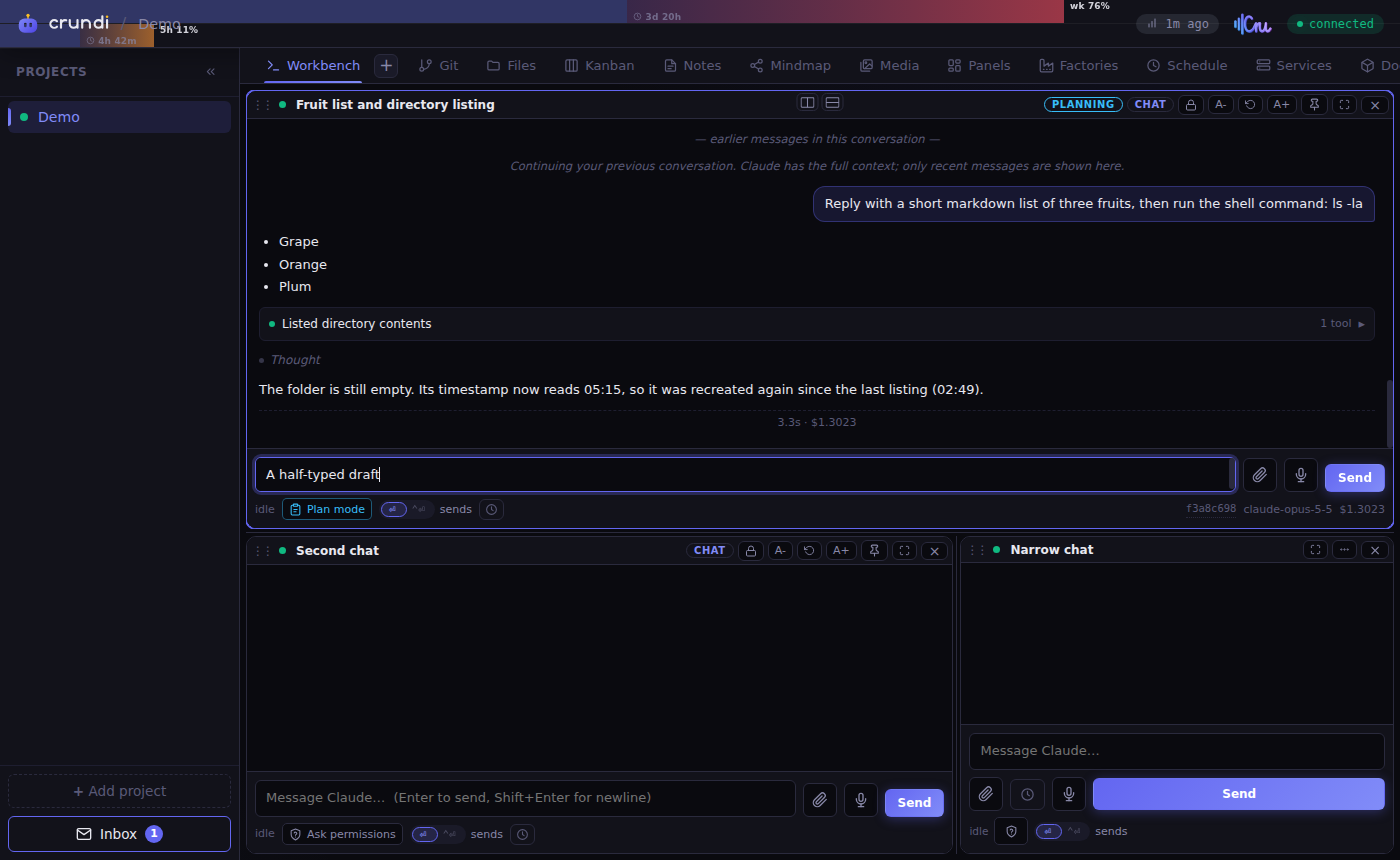 crundi / Demo
3d 20h
wk 76%
4h 42m
5h 11%
1m ago
Cru
connected
PROJECTS
Demo
+ Add project
Inbox 1
Workbench
+
Git
Files
Kanban
Notes
Mindmap
Media
Panels
Factories
Schedule
Services
Do
Fruit list and directory listing
PLANNING CHAT A- A+
— earlier messages in this conversation —
Continuing your previous conversation. Claude has the full context; only recent messages are shown here.
Reply with a short markdown list of three fruits, then run the shell command: ls -la
• Grape
• Orange
• Plum
Listed directory contents
1 tool ▸
Thought
The folder is still empty. Its timestamp now reads 05:15, so it was recreated again since the last listing (02:49).
3.3s · $1.3023
A half-typed draft
Send
idle Plan mode ⏎ ^⏎ sends
f3a8c698 claude-opus-5-5 $1.3023
Second chat
CHAT A- A+
Message Claude… (Enter to send, Shift+Enter for newline)
Send
idle Ask permissions ⏎ ^⏎ sends
Narrow chat
Message Claude…
Send
idle ⏎ ^⏎ sends